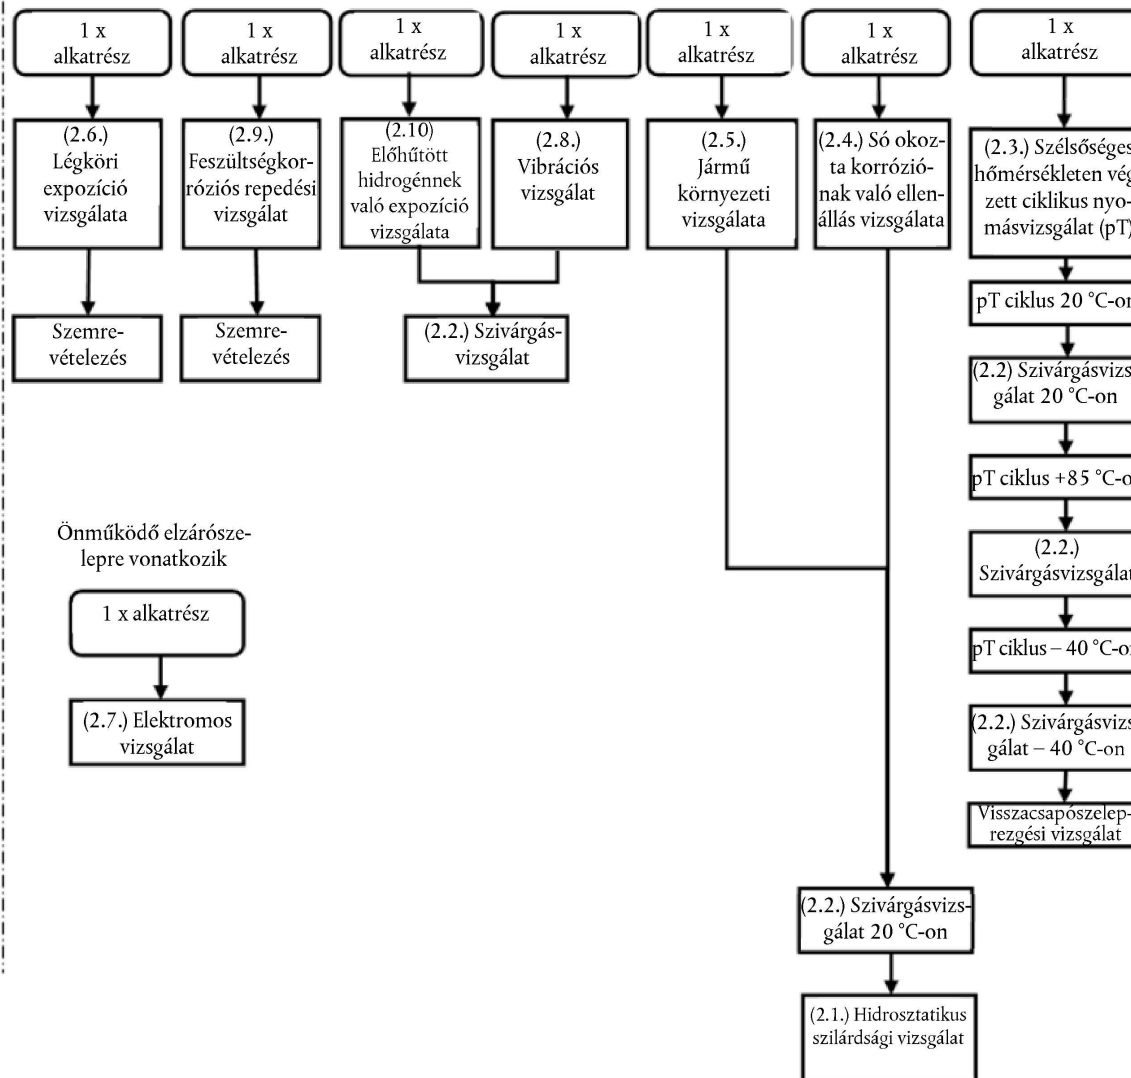 1 x
alkatrész
1 x
alkatrész
1 x
alkatrész
1 x
alkatrész
1 x
alkatrész
1 x
alkatrész
1 x
alkatrész
(2.6.)
Légköri
expozíció
vizsgálata
(2.9.)
Feszültségkor-
róziós repedési
vizsgálat
(2.10)
Előhűtött
hidrogénnek
való expozíció
vizsgálata
(2.8.)
Vibrációs
vizsgálat
(2.5.)
Jármű
környezeti
vizsgálata
(2.4.) Só okoz-
ta korrózió-
nak való ellen-
állás vizsgálata
(2.3.) Szélsőséges
hőmérsékleten vég
zett ciklikus nyo-
másvizsgálat (pT)
Szemre-
vételezés
Szemre-
vételezés
(2.2.) Szivárgás-
vizsgálat
pT ciklus 20 °C-on
(2.2) Szivárgásvizs
gálat 20 °C-on
pT ciklus +85 °C-o
(2.2.)
Szivárgásvizsgálat
pT ciklus – 40 °C-o
(2.2.) Szivárgásvizs
gálat – 40 °C-on
Visszacsapószelep-
rezgési vizsgálat
Önműködő elzárósze-
lepre vonatkozik
1 x alkatrész
(2.7.) Elektromos
vizsgálat
(2.2.) Szivárgásvizs-
gálat 20 °C-on
(2.1.) Hidrosztatikus
szilárdsági vizsgálat